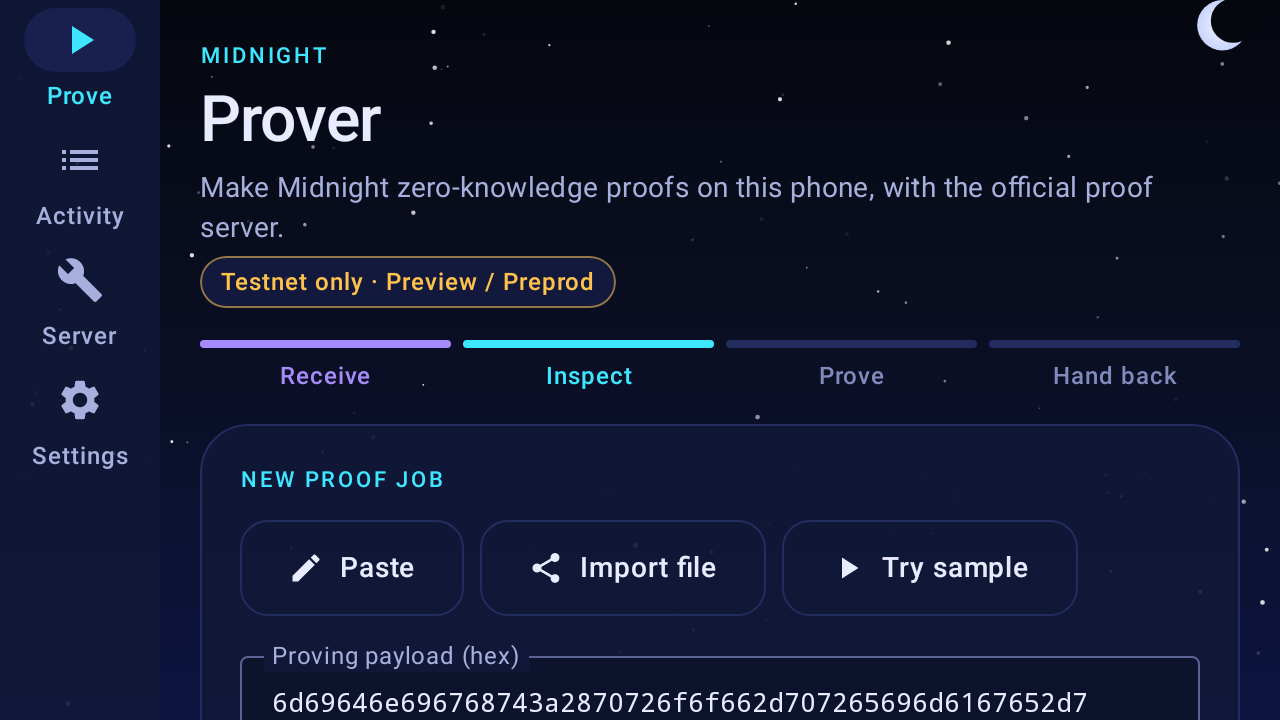 Prove
Activity
Server
Settings
MIDNIGHT
Prover
Make Midnight zero-knowledge proofs on this phone, with the official proof
server.
Testnet only · Preview / Preprod
Receive
Inspect
Prove
Hand back
NEW PROOF JOB
Paste
Import file
Try sample
Proving payload (hex)
6d69646e696768743a2870726f6f662d707265696d6167652d7